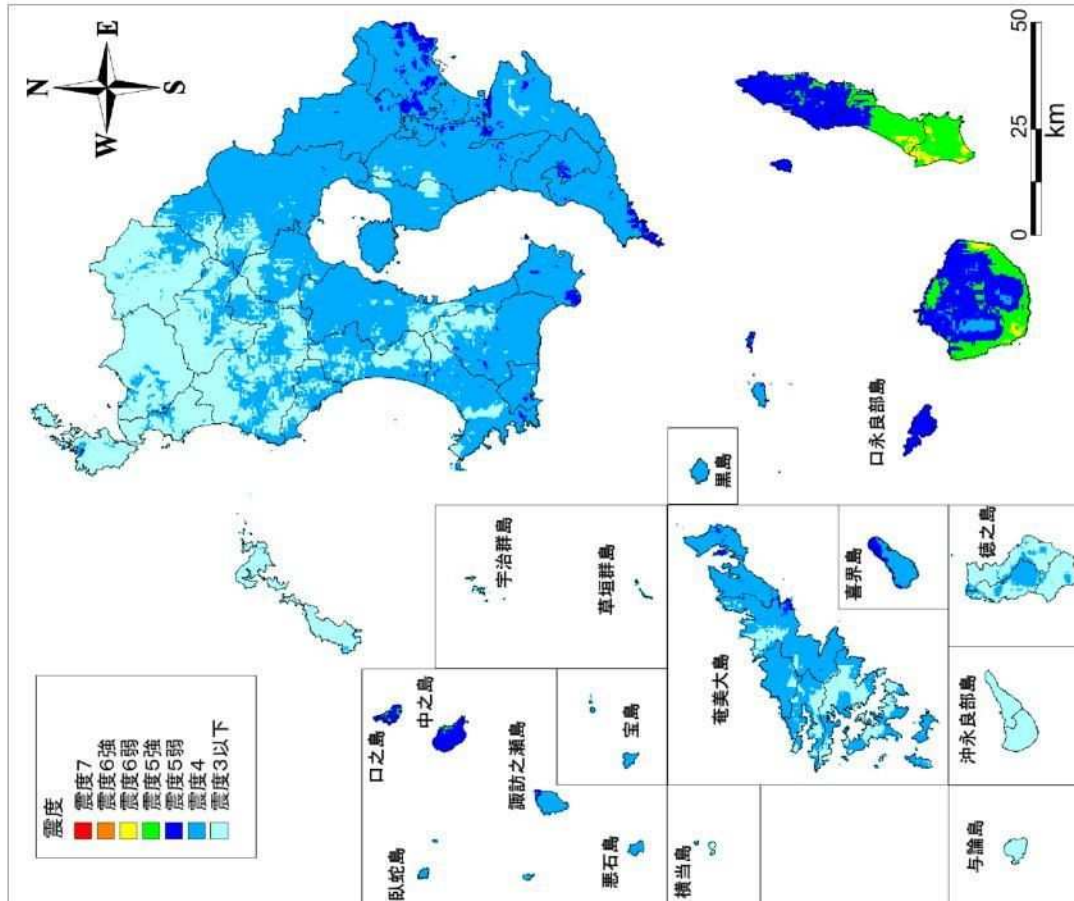 N
W
E
S
震度
震度7
震度6強
震度6弱
震度5強
震度5弱
震度4
震度3以下
宇治群島
草垣群島
黒島
口永良部島
0
25
50
km
口之島
中之島
臥蛇島
諏訪之瀬島
悪石島
宝島
横当島
奄美大島
喜界島
徳之島
沖永良部島
与論島